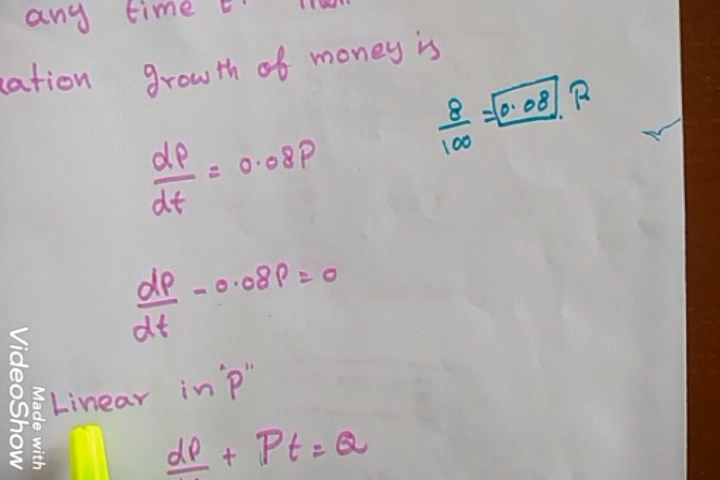 any time t.
growth of money is
8/100 = 0.08. P
dP/dt = 0.08P
dP/dt - 0.08P = 0
Linear in "P"
dP + Pt = Q
Made with
VideoShow